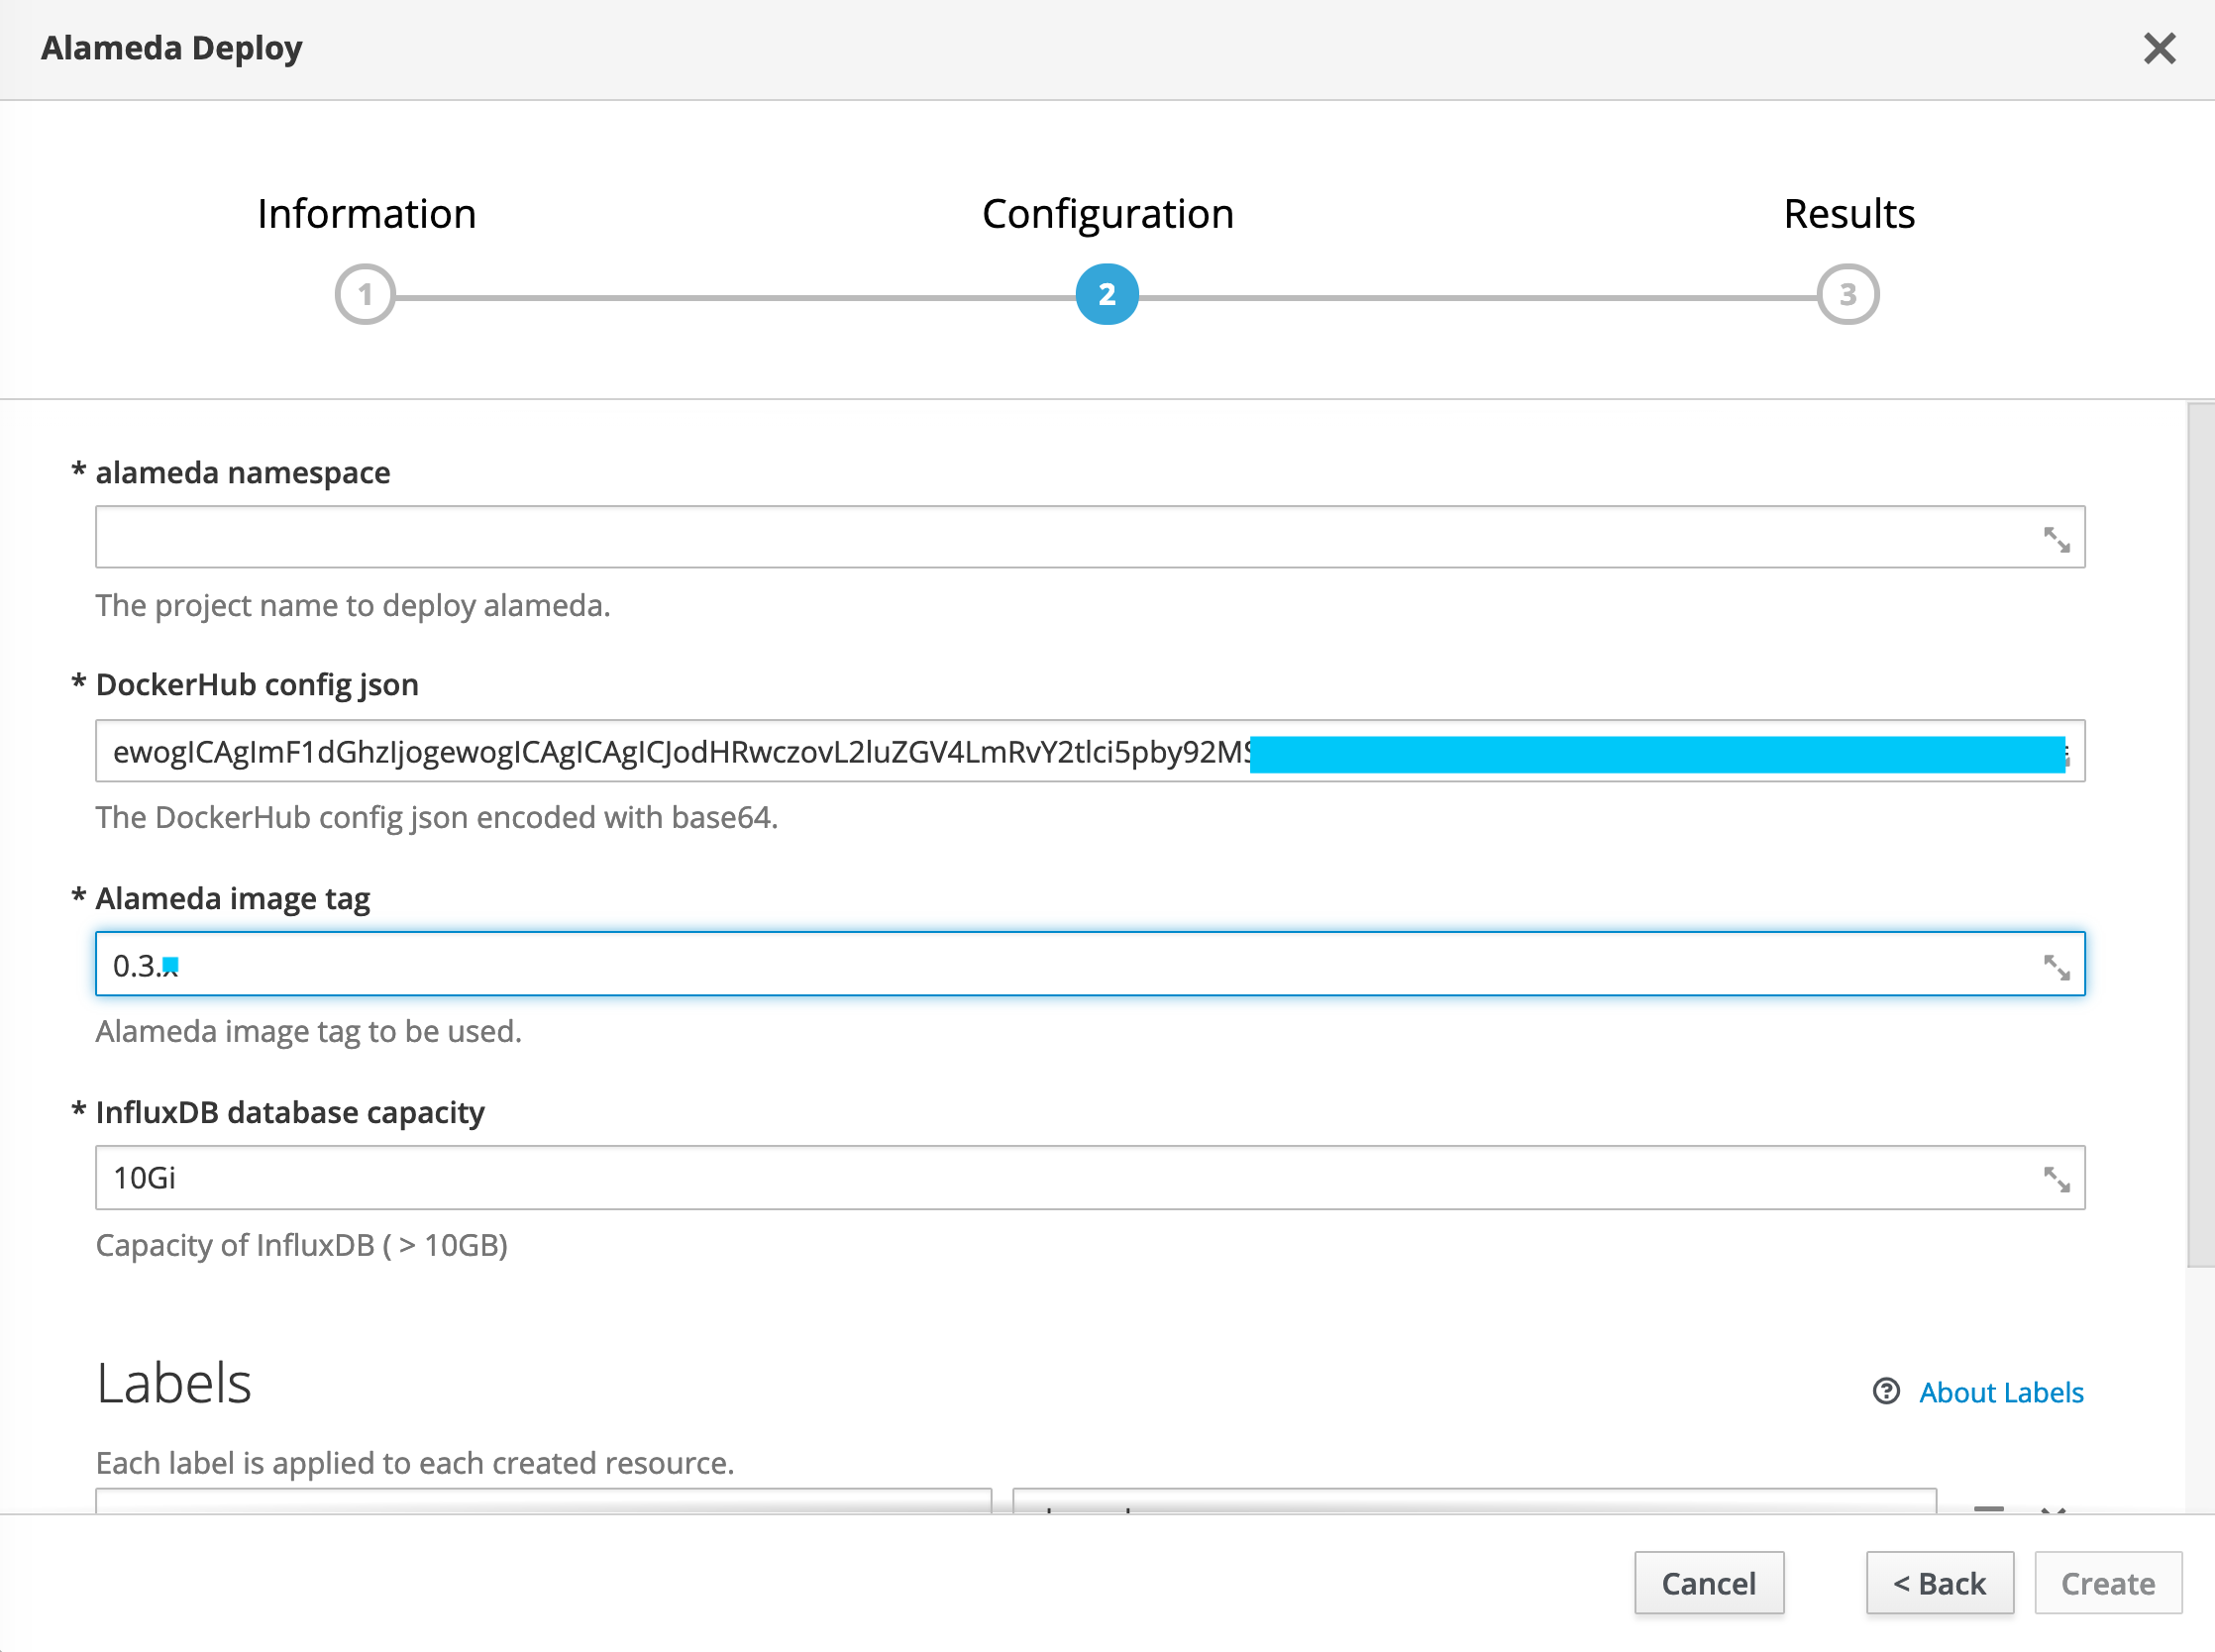 Alameda Deploy
Information
Configuration
Results
1
2
3
* alameda namespace
The project name to deploy alameda.
* DockerHub config json
ewogICAgImF1dGhzIjogewogICAgICAgICJodHRwczovL2luZGV4LmRvY2tlci5pby92MS
The DockerHub config json encoded with base64.
* Alameda image tag
0.3.x
Alameda image tag to be used.
* InfluxDB database capacity
10Gi
Capacity of InfluxDB ( > 10GB)
Labels
About Labels
Each label is applied to each created resource.
Cancel
< Back
Create